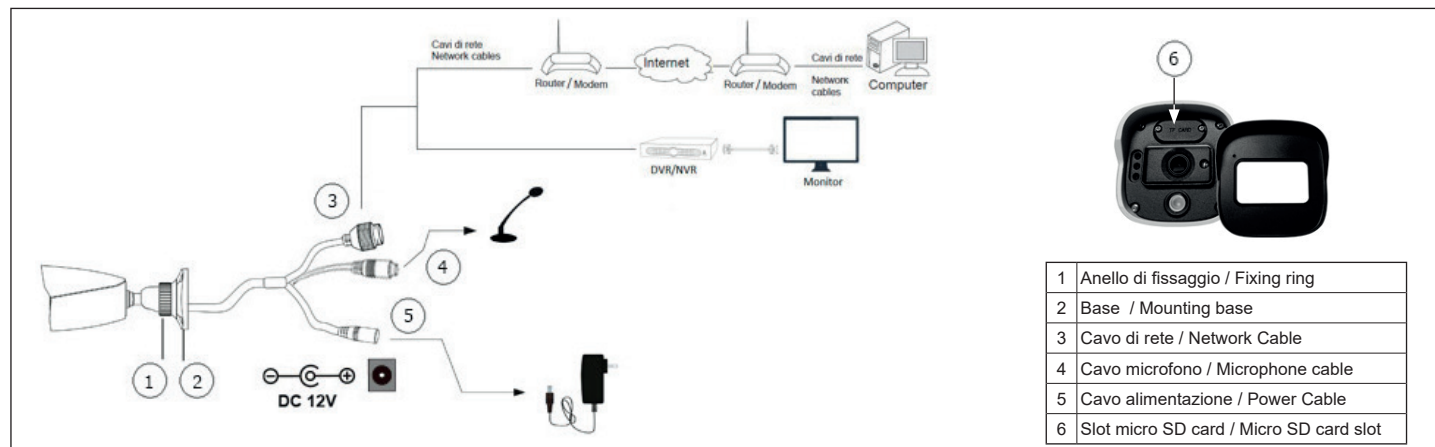 Cavi di rete
Network cables
Router / Modem
Internet
Router / Modem
Cavi di rete
Network
cables
Computer
DVR/NVR
Monitor
3
4
5
1
2
DC 12V
6
TF CARD
1 Anello di fissaggio / Fixing ring
2 Base / Mounting base
3 Cavo di rete / Network Cable
4 Cavo microfono / Microphone cable
5 Cavo alimentazione / Power Cable
6 Slot micro SD card / Micro SD card slot